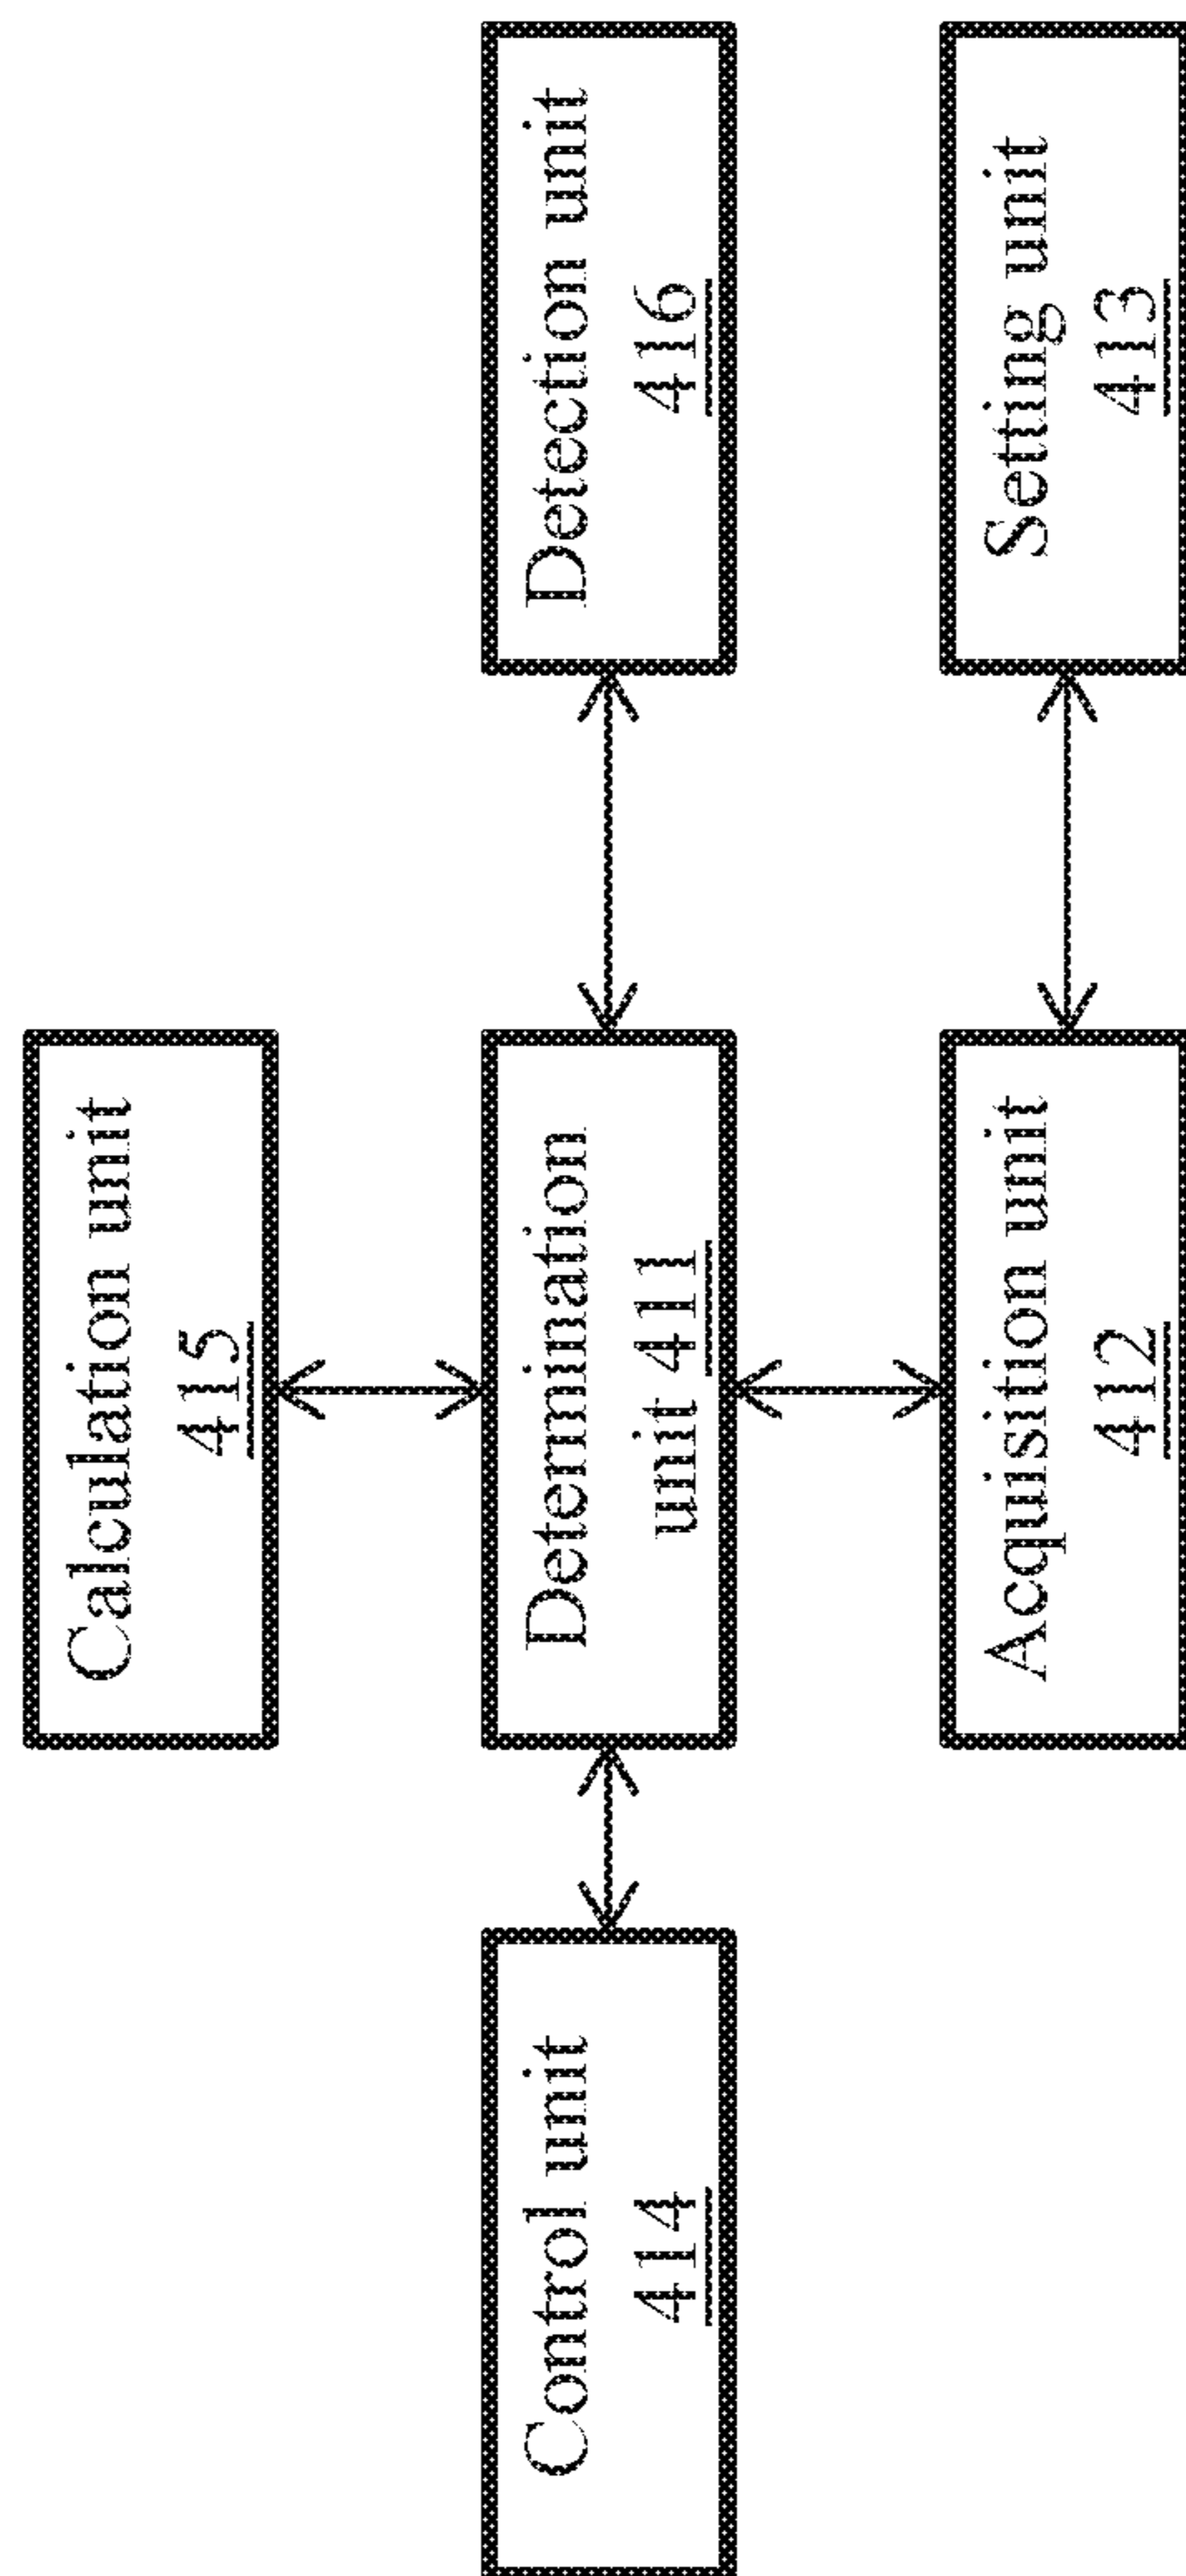 Calculation unit
415
Control unit
414
Determination
unit 411
Detection unit
416
Acquisition unit
412
Setting unit
413